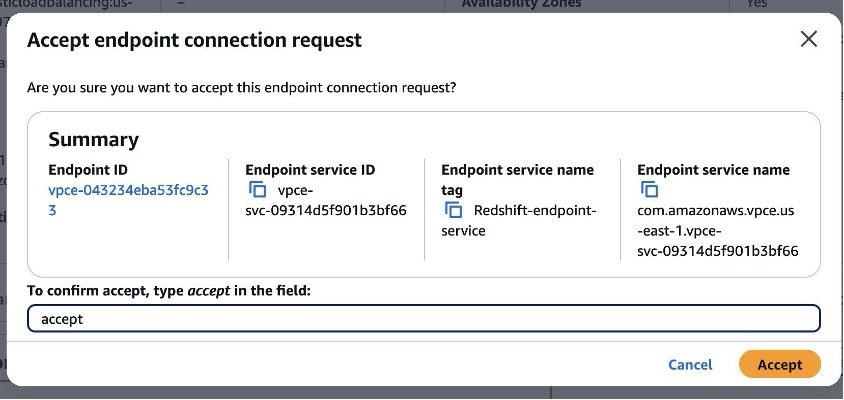 sticloadbalancing:us-
–
Availability Zones
Yes
Accept endpoint connection request
Are you sure you want to accept this endpoint connection request?
Summary
Endpoint ID
vpce-043234eba53fc9c3
3
Endpoint service ID
vpce-
svc-09314d5f901b3bf66
Endpoint service name
tag
Redshift-endpoint-
service
Endpoint service name
com.amazonaws.vpce.us
-east-1.vpce-
svc-09314d5f901b3bf66
To confirm accept, type accept in the field:
accept
Cancel
Accept